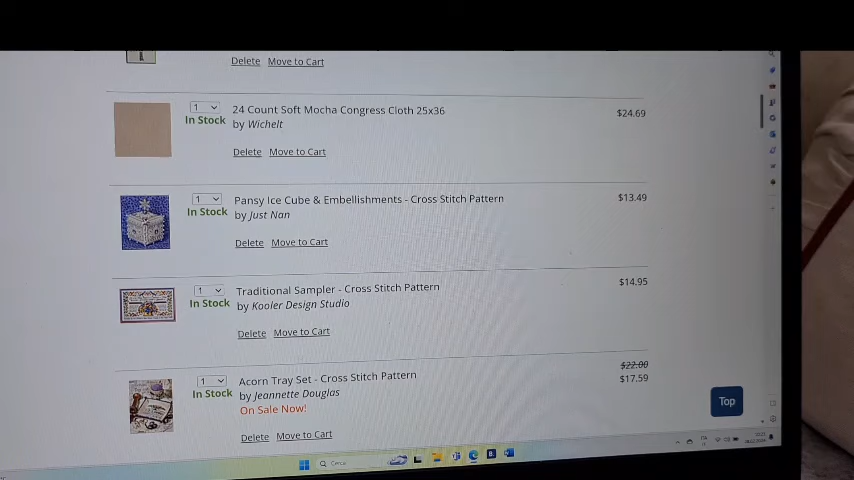 Delete Move to Cart
1 24 Count Soft Mocha Congress Cloth 25x36 $24.69
In Stock by Wichelt
Delete Move to Cart
1 Pansy Ice Cube & Embellishments - Cross Stitch Pattern $13.49
In Stock by Just Nan
Delete Move to Cart
1 Traditional Sampler - Cross Stitch Pattern $14.95
In Stock by Kooler Design Studio
Delete Move to Cart
$22.00
1 Acorn Tray Set - Cross Stitch Pattern $17.59
In Stock by Jeannette Douglas
On Sale Now!
Top
Delete Move to Cart
Cerca